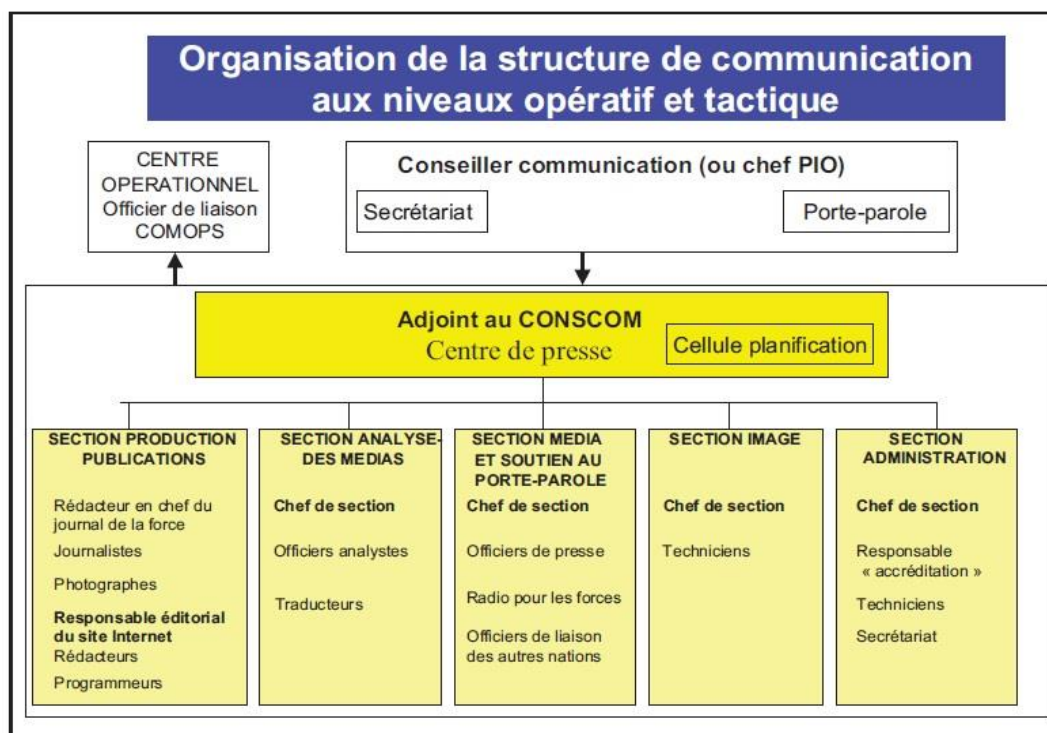 Organisation de la structure de communication
aux niveaux opératif et tactique
CENTRE
OPERATIONNEL
Officier de liaison
COMOPS
Conseiller communication (ou chef PIO)
Secrétariat
Porte-parole
Adjoint au CONSCOM
Centre de presse
Cellule planification
SECTION PRODUCTION
PUBLICATIONS
Rédacteur en chef du
journal de la force
Journalistes
Photographes
Responsable éditorial
du site Internet
Rédacteurs
Programmeurs
SECTION ANALYSE-
DES MEDIAS
Chef de section
Officiers analystes
Traducteurs
SECTION MEDIA
ET SOUTIEN AU
PORTE-PAROLE
Chef de section
Officiers de presse
Radio pour les forces
Officiers de liaison
des autres nations
SECTION IMAGE
Chef de section
Techniciens
SECTION
ADMINISTRATION
Chef de section
Responsable
« accréditation »
Techniciens
Secrétariat